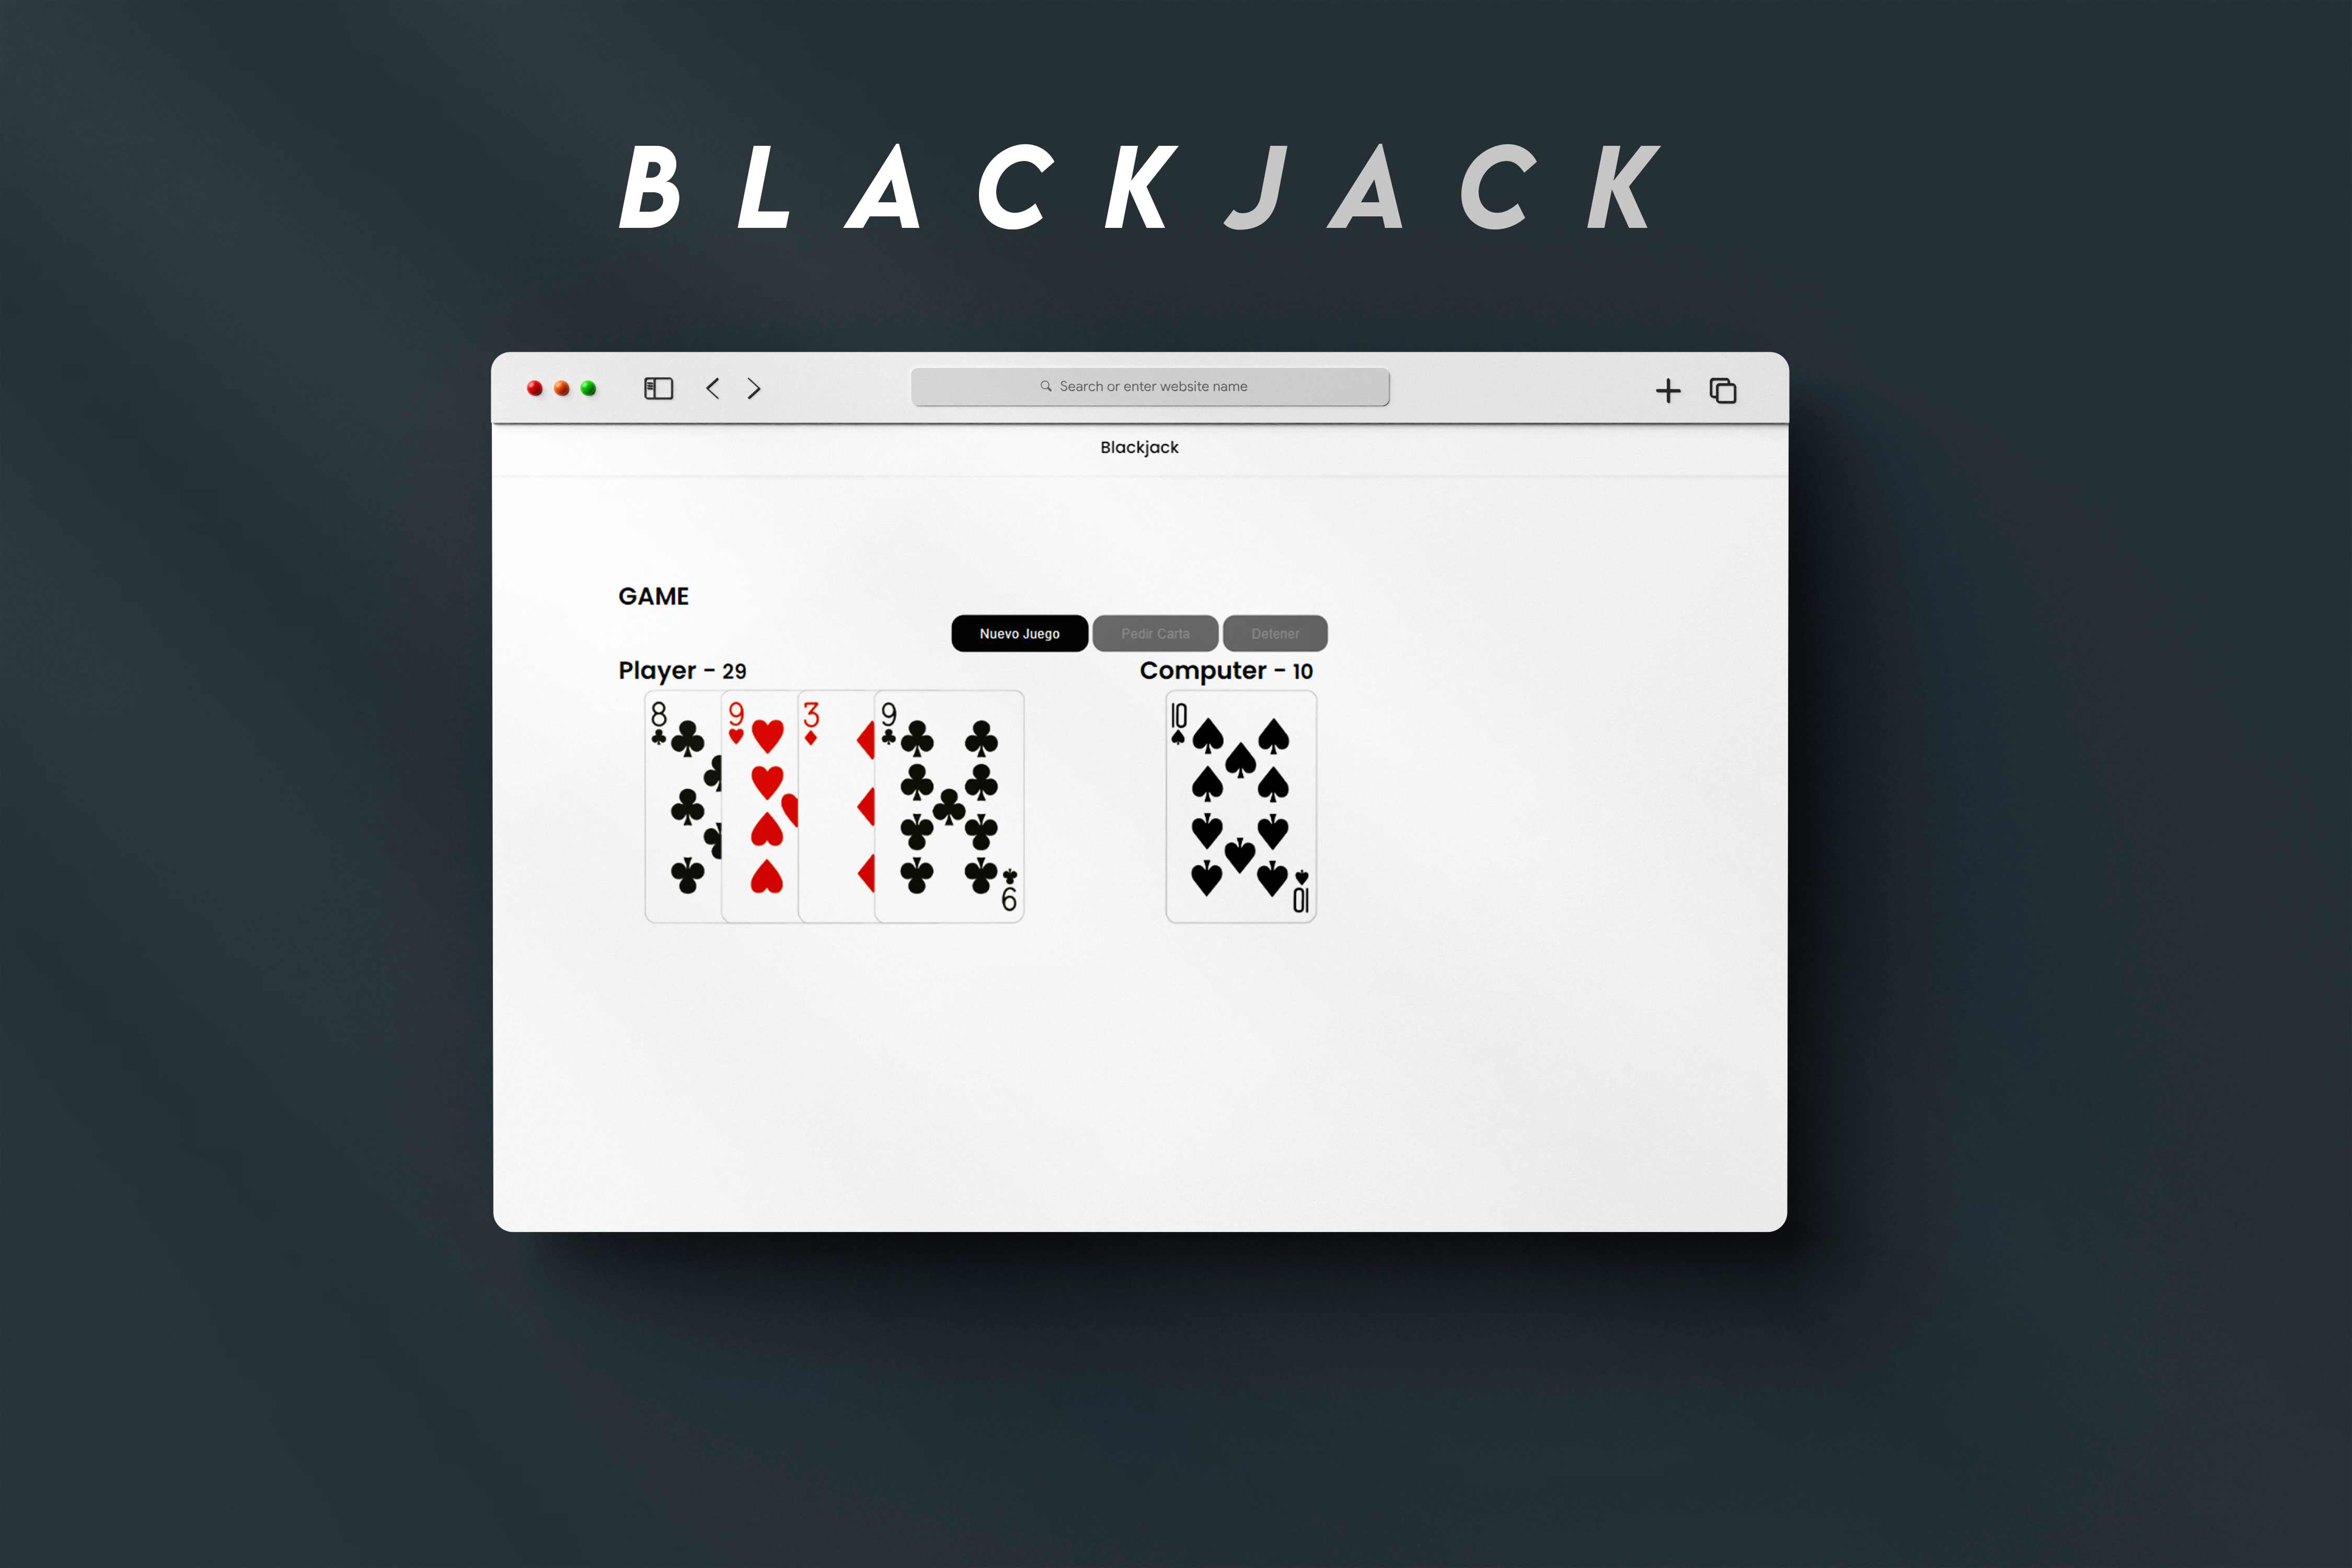 BLACKJACK
Search or enter website name
Blackjack
GAME
Nuevo Juego Pedir Carta Detener
Player - 29
Computer - 10
8 9 3 9
9
10
10